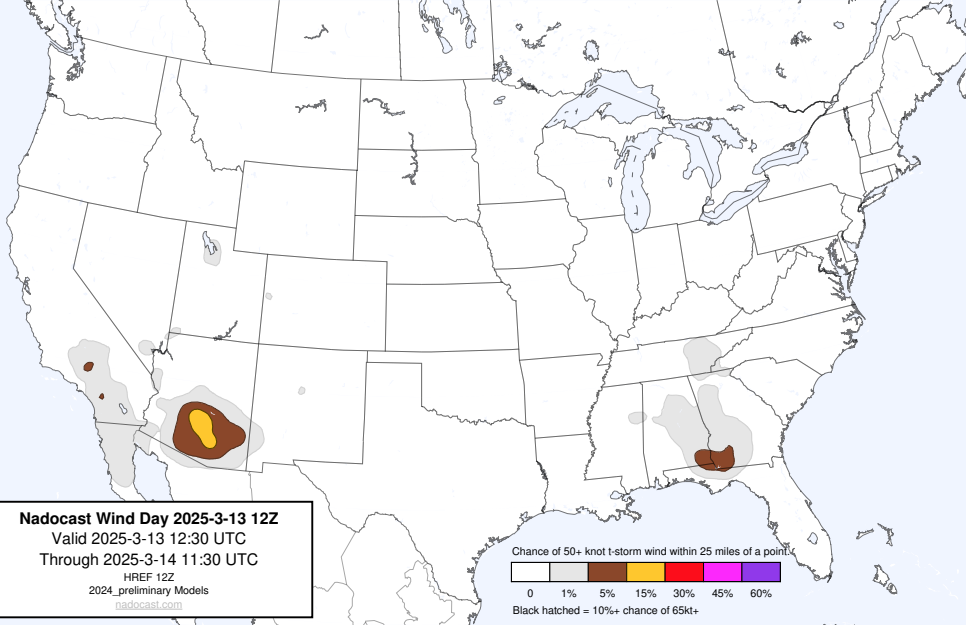 Nadocast Wind Day 2025-3-13 12Z
Valid 2025-3-13 12:30 UTC
Through 2025-3-14 11:30 UTC
HREF 12Z
2024_preliminary Models
nadocast.com
Chance of 50+ knot t-storm wind within 25 miles of a point.
0 1% 5% 15% 30% 45% 60%
Black hatched = 10%+ chance of 65kt+